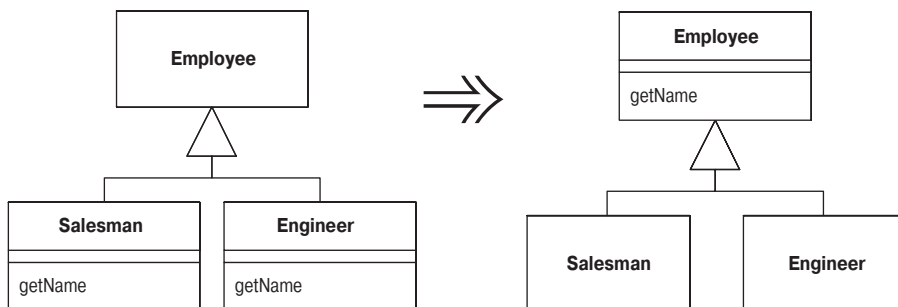 Employee
Salesman
getName
Engineer
getName
Employee
getName
Salesman
Engineer